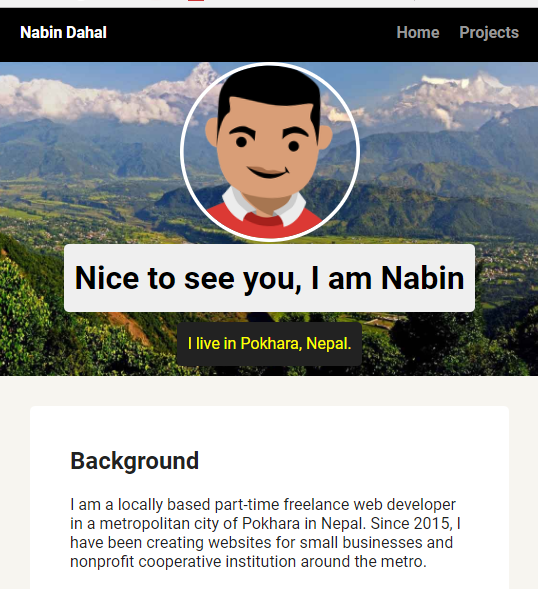 Nabin Dahal
Home Projects
Nice to see you, I am Nabin
I live in Pokhara, Nepal.
Background
I am a locally based part-time freelance web developer
in a metropolitan city of Pokhara in Nepal. Since 2015, I
have been creating websites for small businesses and
nonprofit cooperative institution around the metro.